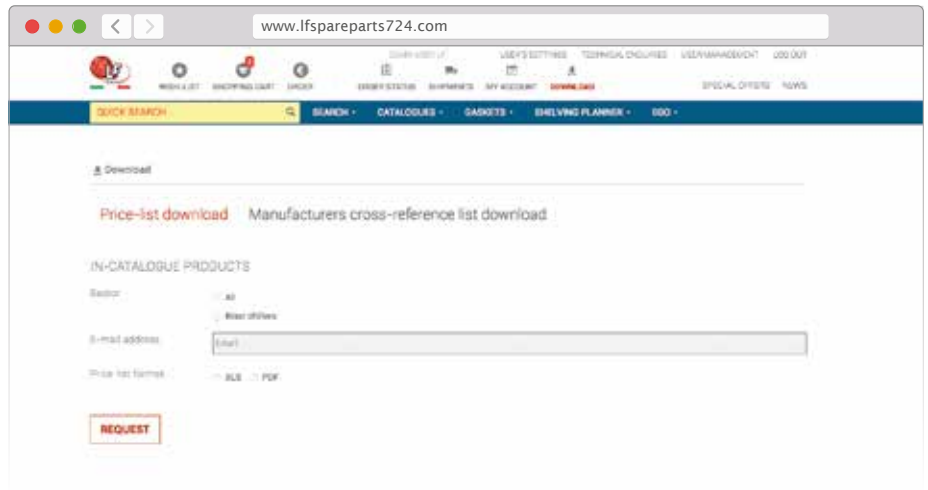 www.lfspareparts724.com
USER'S SETTINGS TECHNICAL ENQUIRIES USER MANAGEMENT LOG OUT
WISH LIST SHOPPING CART ORDER ORDER STATUS SHIPMENTS MY ACCOUNT DOWNLOAD SPECIAL OFFERS NEWS
QUICK SEARCH SEARCH CATALOGUES GASKETS SHELVING PLANNER
Download
Price-list download Manufacturers cross-reference list download
IN-CATALOGUE PRODUCTS
Sector
All
E-mail address Email
Price list format XLS PDF
REQUEST